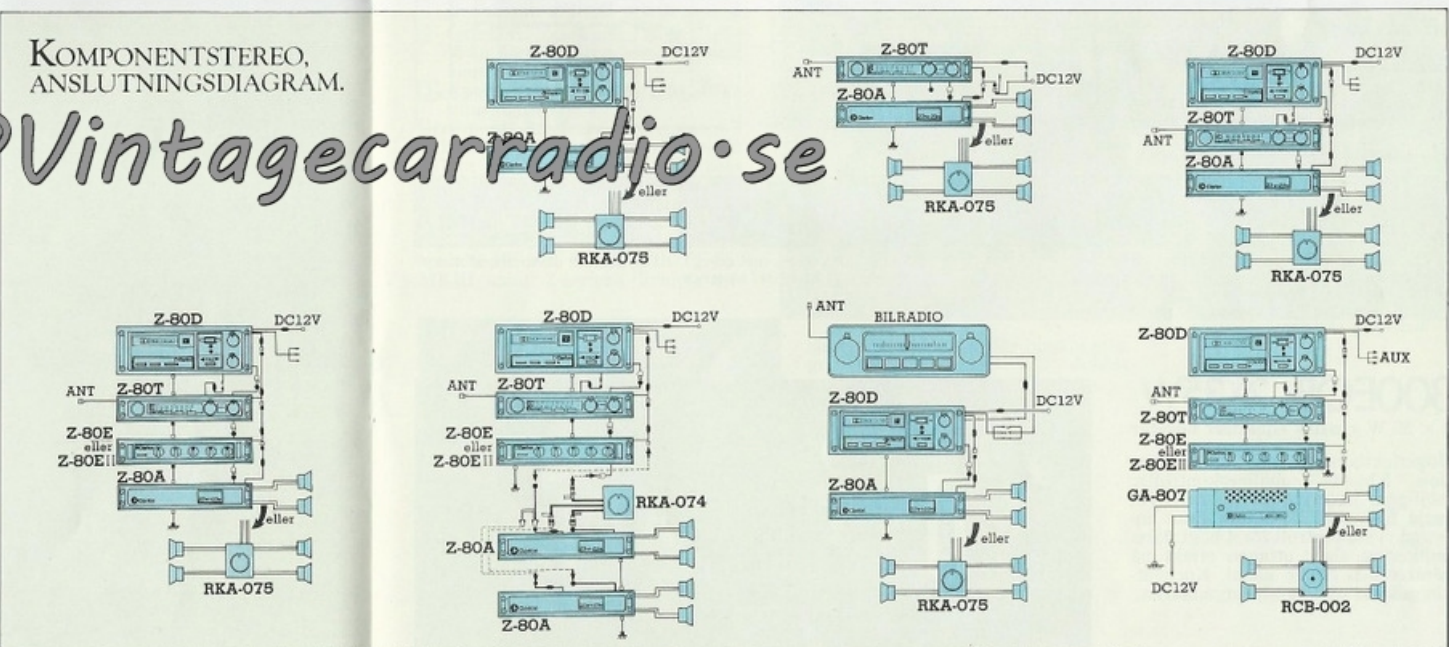 KOMPONENTSTEREO,
ANSLUTNINGSDIAGRAM.
©Vintagecarradio.se
Z-80D
DC12V
Z-80A
eller
RKA-075
Z-80T
ANT
DC12V
Z-80A
eller
RKA-075
Z-80D
DC12V
Z-80T
ANT
Z-80A
eller
RKA-075
Z-80D
DC12V
ANT
Z-80T
Z-80E
eller
Z-80EII
Z-80A
eller
RKA-075
Z-80D
DC12V
ANT
Z-80T
Z-80E
eller
Z-80EII
RKA-074
Z-80A
Z-80A
ANT
BILRADIO
Z-80D
DC12V
Z-80A
eller
RKA-075
Z-80D
DC12V
AUX
ANT
Z-80T
Z-80E
eller
Z-80EII
GA-807
eller
DC12V
RCB-002